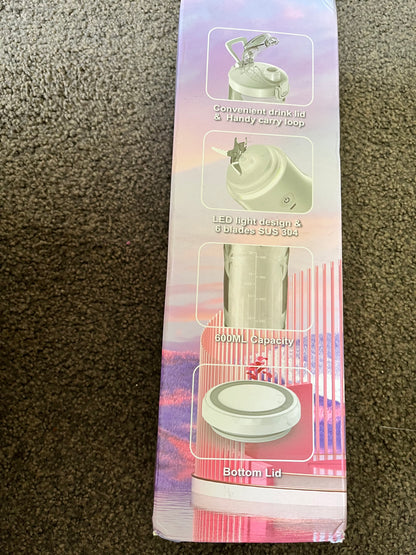 Convenient drink lid
& Handy carry loop
LED light design &
6 blades SUS 304
600ML Capacity
Bottom Lid